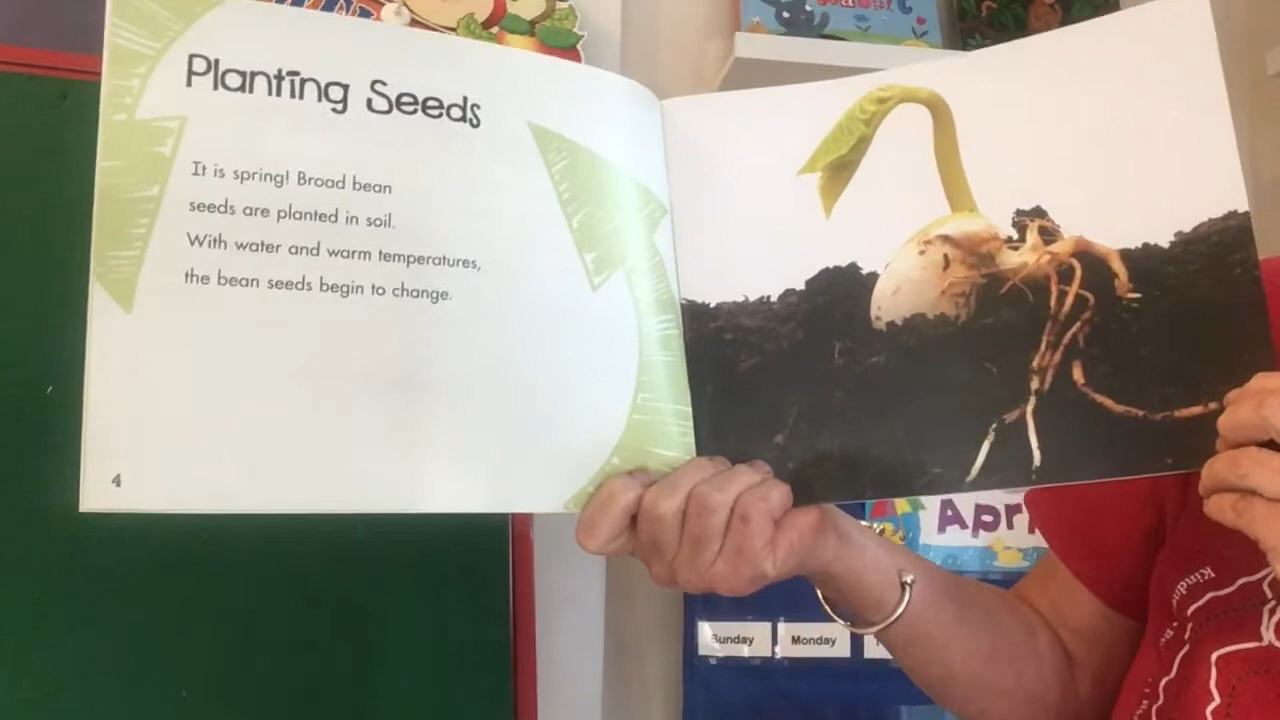 Planting Seeds
It is spring! Broad bean
seeds are planted in soil.
With water and warm temperatures,
the bean seeds begin to change.
4
Sunday
Monday